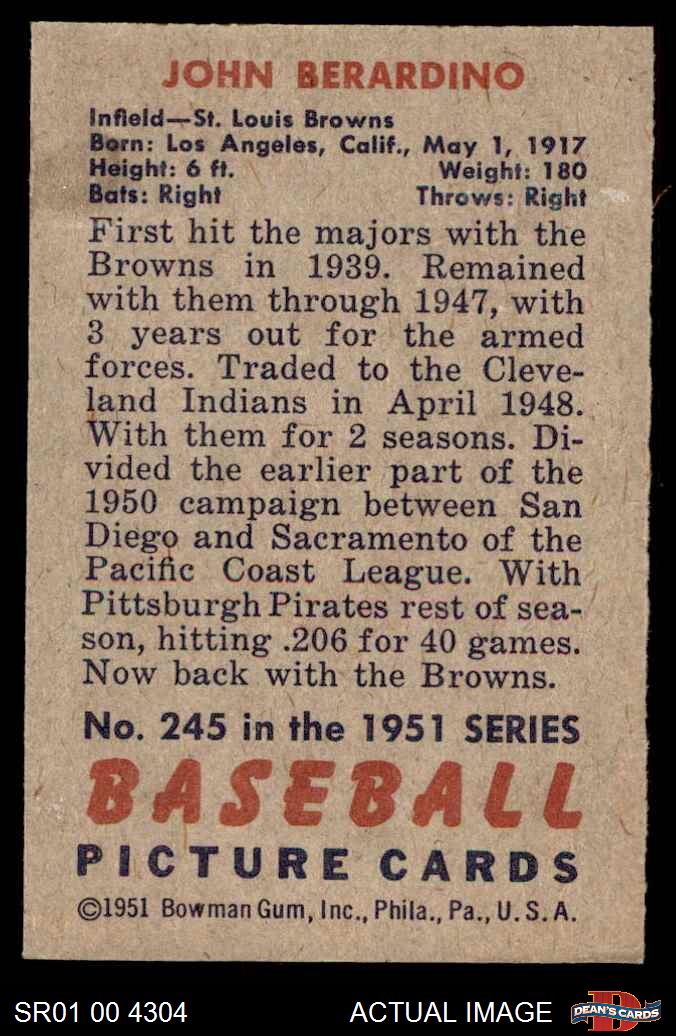 JOHN BERARDINO
Infield—St. Louis Browns
Born: Los Angeles, Calif., May 1, 1917
Height: 6 ft. Weight: 180
Bats: Right Throws: Right
First hit the majors with the
Browns in 1939. Remained
with them through 1947, with
3 years out for the armed
forces. Traded to the Cleve-
land Indians in April 1948.
With them for 2 seasons. Di-
vided the earlier part of the
1950 campaign between San
Diego and Sacramento of the
Pacific Coast League. With
Pittsburgh Pirates rest of sea-
son, hitting .206 for 40 games.
Now back with the Browns.
No. 245 in the 1951 SERIES
BASEBALL
PICTURE CARDS
©1951 Bowman Gum, Inc., Phila., Pa., U.S.A.
SR01 00 4304 ACTUAL IMAGE D DEAN'S CARDS